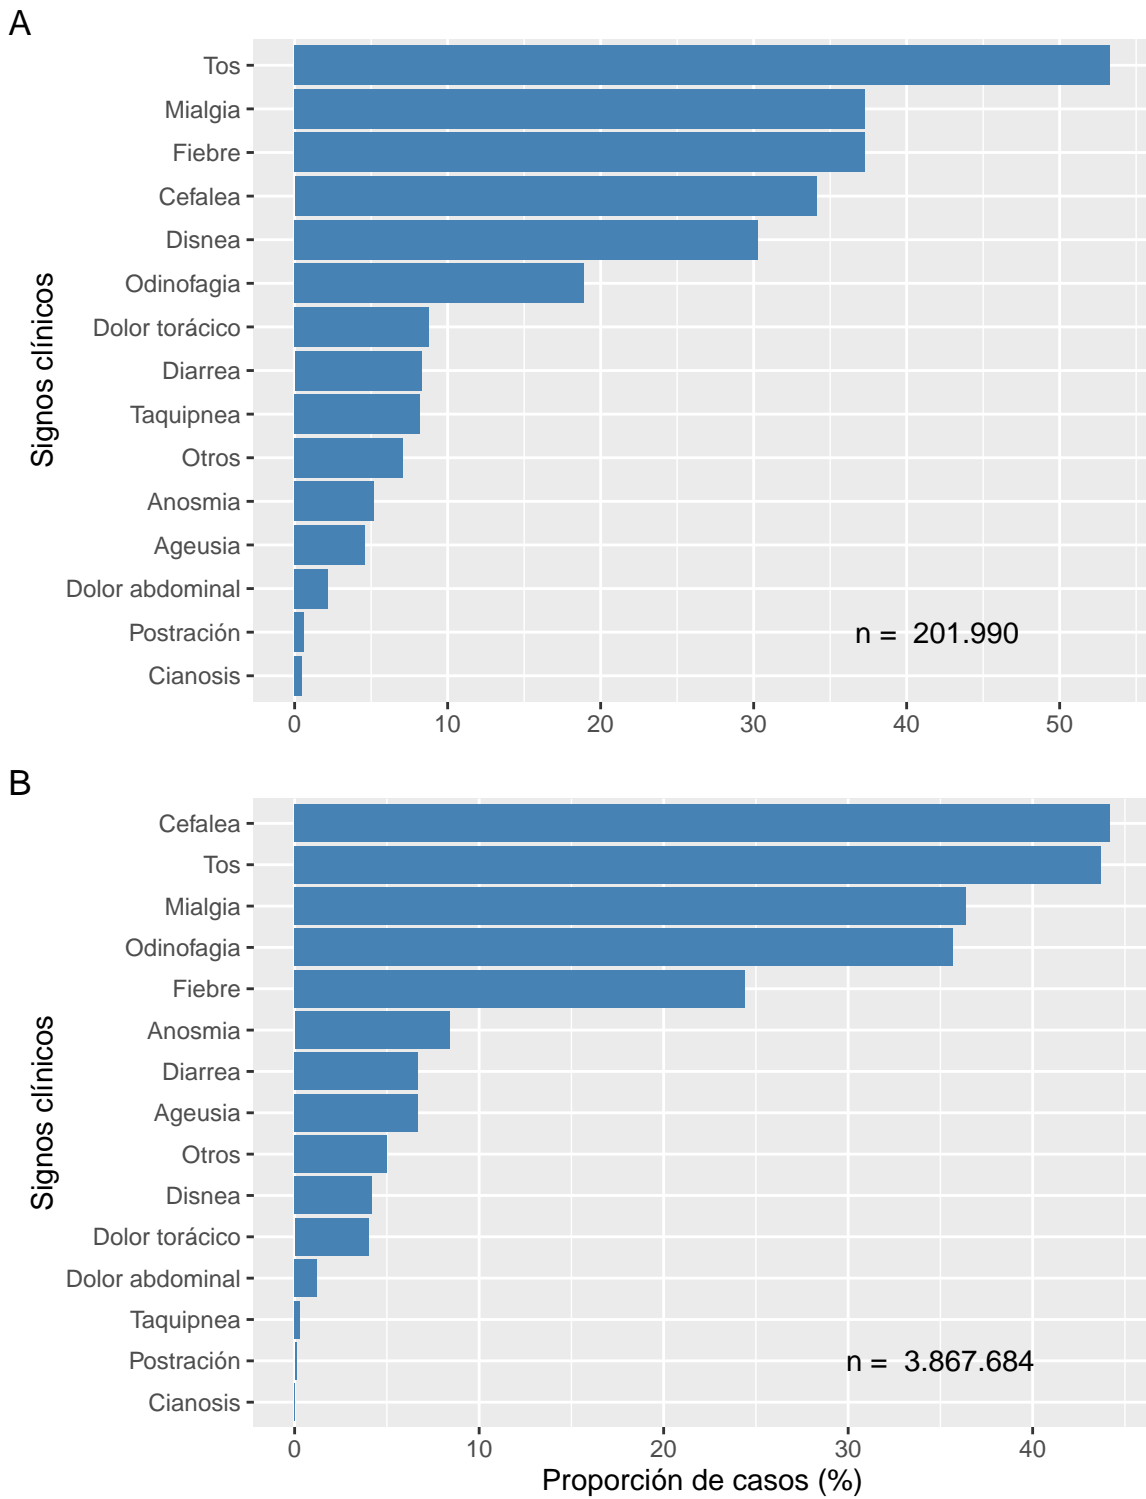 A
Signos clínicos
Tos
Mialgia
Fiebre
Cefalea
Disnea
Odinofagia
Dolor torácico
Diarrea
Taquipnea
Otros
Anosmia
Ageusia
Dolor abdominal
Postración
Cianosis
n = 201.990
0 10 20 30 40 50
B
Signos clínicos
Cefalea
Tos
Mialgia
Odinofagia
Fiebre
Anosmia
Diarrea
Ageusia
Otros
Disnea
Dolor torácico
Dolor abdominal
Taquipnea
Postración
Cianosis
n = 3.867.684
0 10 20 30 40
Proporción de casos (%)